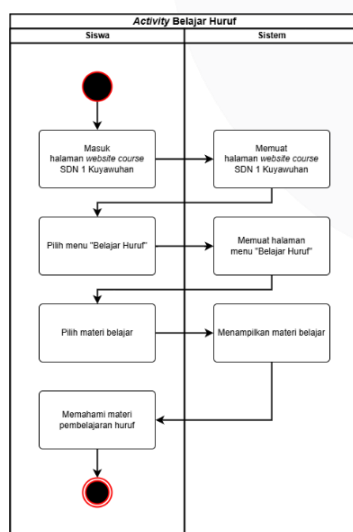 Activity Belajar Huruf
Siswa
Sistem
Masuk
halaman website course
SDN 1 Kuyawuhan
Memuat
halaman website course
SDN 1 Kuyawuhan
Pilih menu "Belajar Huruf"
Memuat halaman
menu "Belajar Huruf"
Pilih materi belajar
Menampilkan materi belajar
Memahami materi
pembelajaran huruf